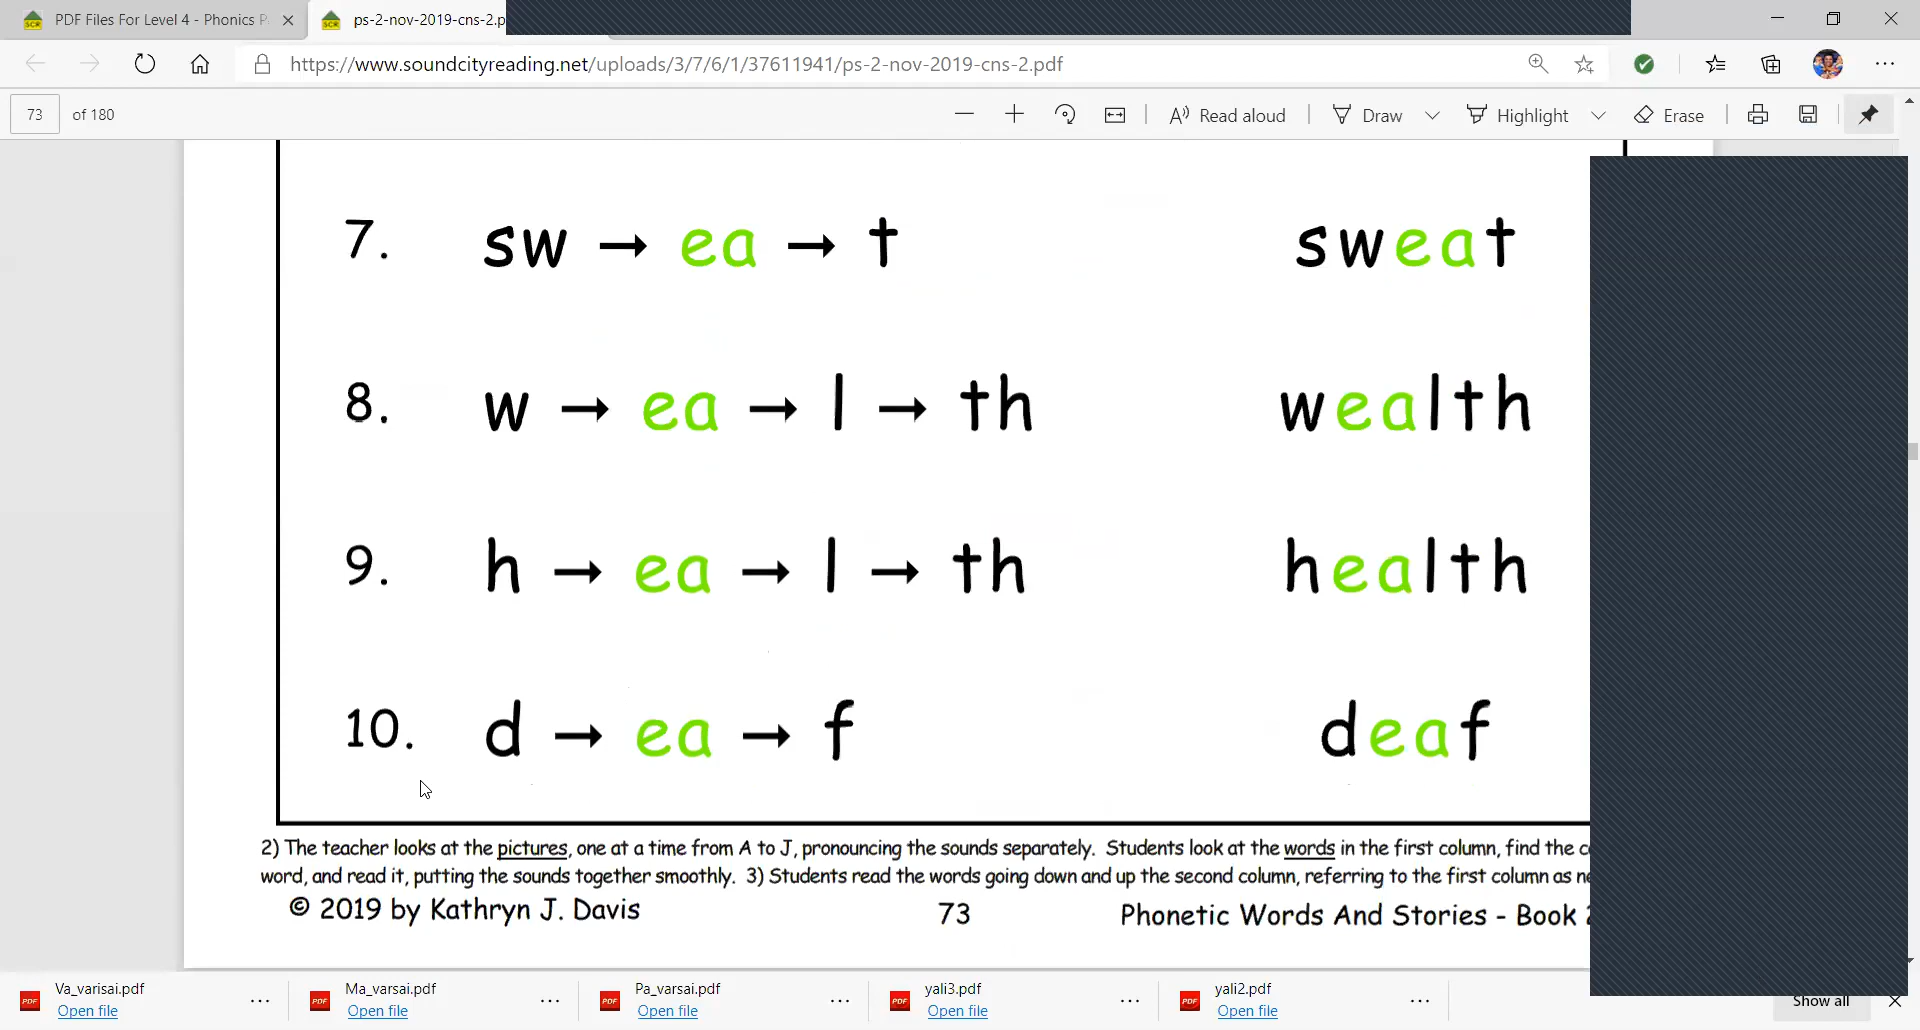 PDF Files For Level 4 - Phonics
ps-2-nov-2019-cns-2.p
https://www.soundcityreading.net/uploads/3/7/6/1/37611941/ps-2-nov-2019-cns-2.pdf
73 of 180 Read aloud Draw Highlight Erase
7. sw → ea → t sweat
8. w → ea → l → th wealth
9. h → ea → l → th health
10. d → ea → f deaf
2) The teacher looks at the pictures, one at a time from A to J, pronouncing the sounds separately. Students look at the words in the first column, find the
word, and read it, putting the sounds together smoothly. 3) Students read the words going down and up the second column, referring to the first column as
© 2019 by Kathryn J. Davis 73 Phonetic Words And Stories - Book
Va_varisai.pdf Ma_varsai.pdf Pa_varsai.pdf yali3.pdf yali2.pdf
Open file Open file Open file Open file Open file
Show all